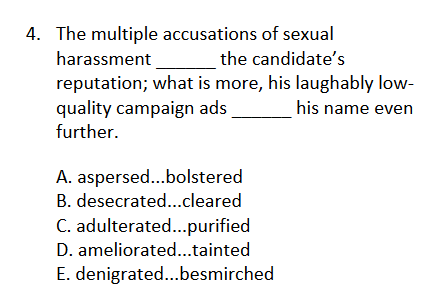 4. The multiple accusations of sexual
harassment ______ the candidate’s
reputation; what is more, his laughably low-
quality campaign ads ______ his name even
further.
A. aspersed...bolstered
B. desecrated...cleared
C. adulterated...purified
D. ameliorated...tainted
E. denigrated...besmirched